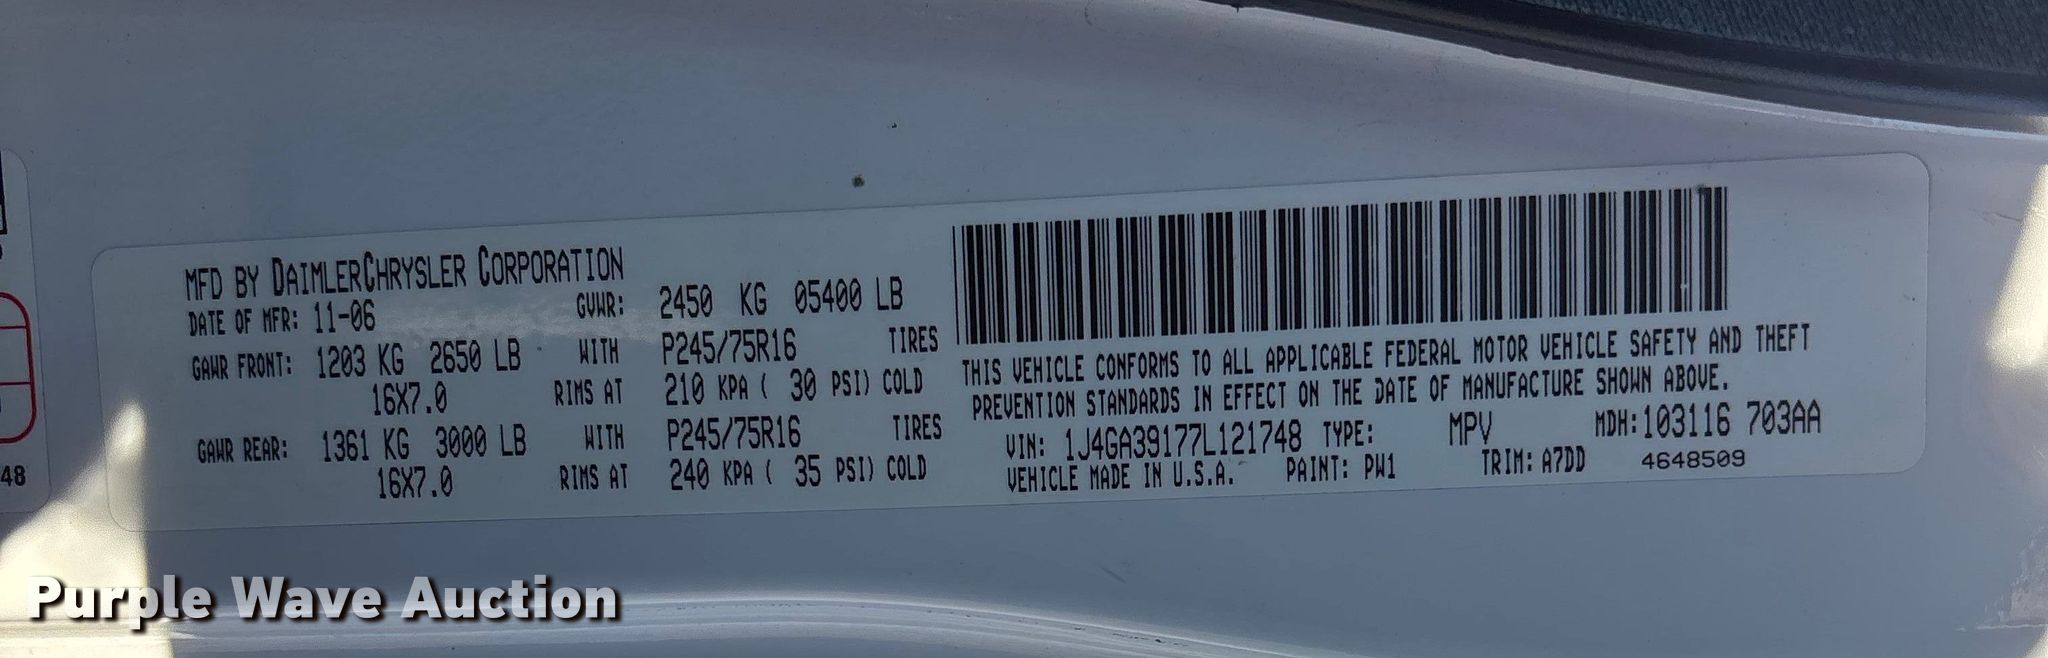 MFD BY DAIMLERCHRYSLER CORPORATION
DATE OF MFR: 11-06 GVWR: 2450 KG 05400 LB
GAWR FRONT: 1203 KG 2650 LB WITH P245/75R16 TIRES
16X7.0 RIMS AT 210 KPA ( 30 PSI) COLD
GAWR REAR: 1361 KG 3000 LB WITH P245/75R16 TIRES
16X7.0 RIMS AT 240 KPA ( 35 PSI) COLD
THIS VEHICLE CONFORMS TO ALL APPLICABLE FEDERAL MOTOR VEHICLE SAFETY AND THEFT
PREVENTION STANDARDS IN EFFECT ON THE DATE OF MANUFACTURE SHOWN ABOVE.
VIN: 1J4GA39177L121748 TYPE: MPV MDH: 103116 703AA
VEHICLE MADE IN U.S.A. PAINT: PW1 TRIM: A7DD 4648509
48
Purple Wave Auction